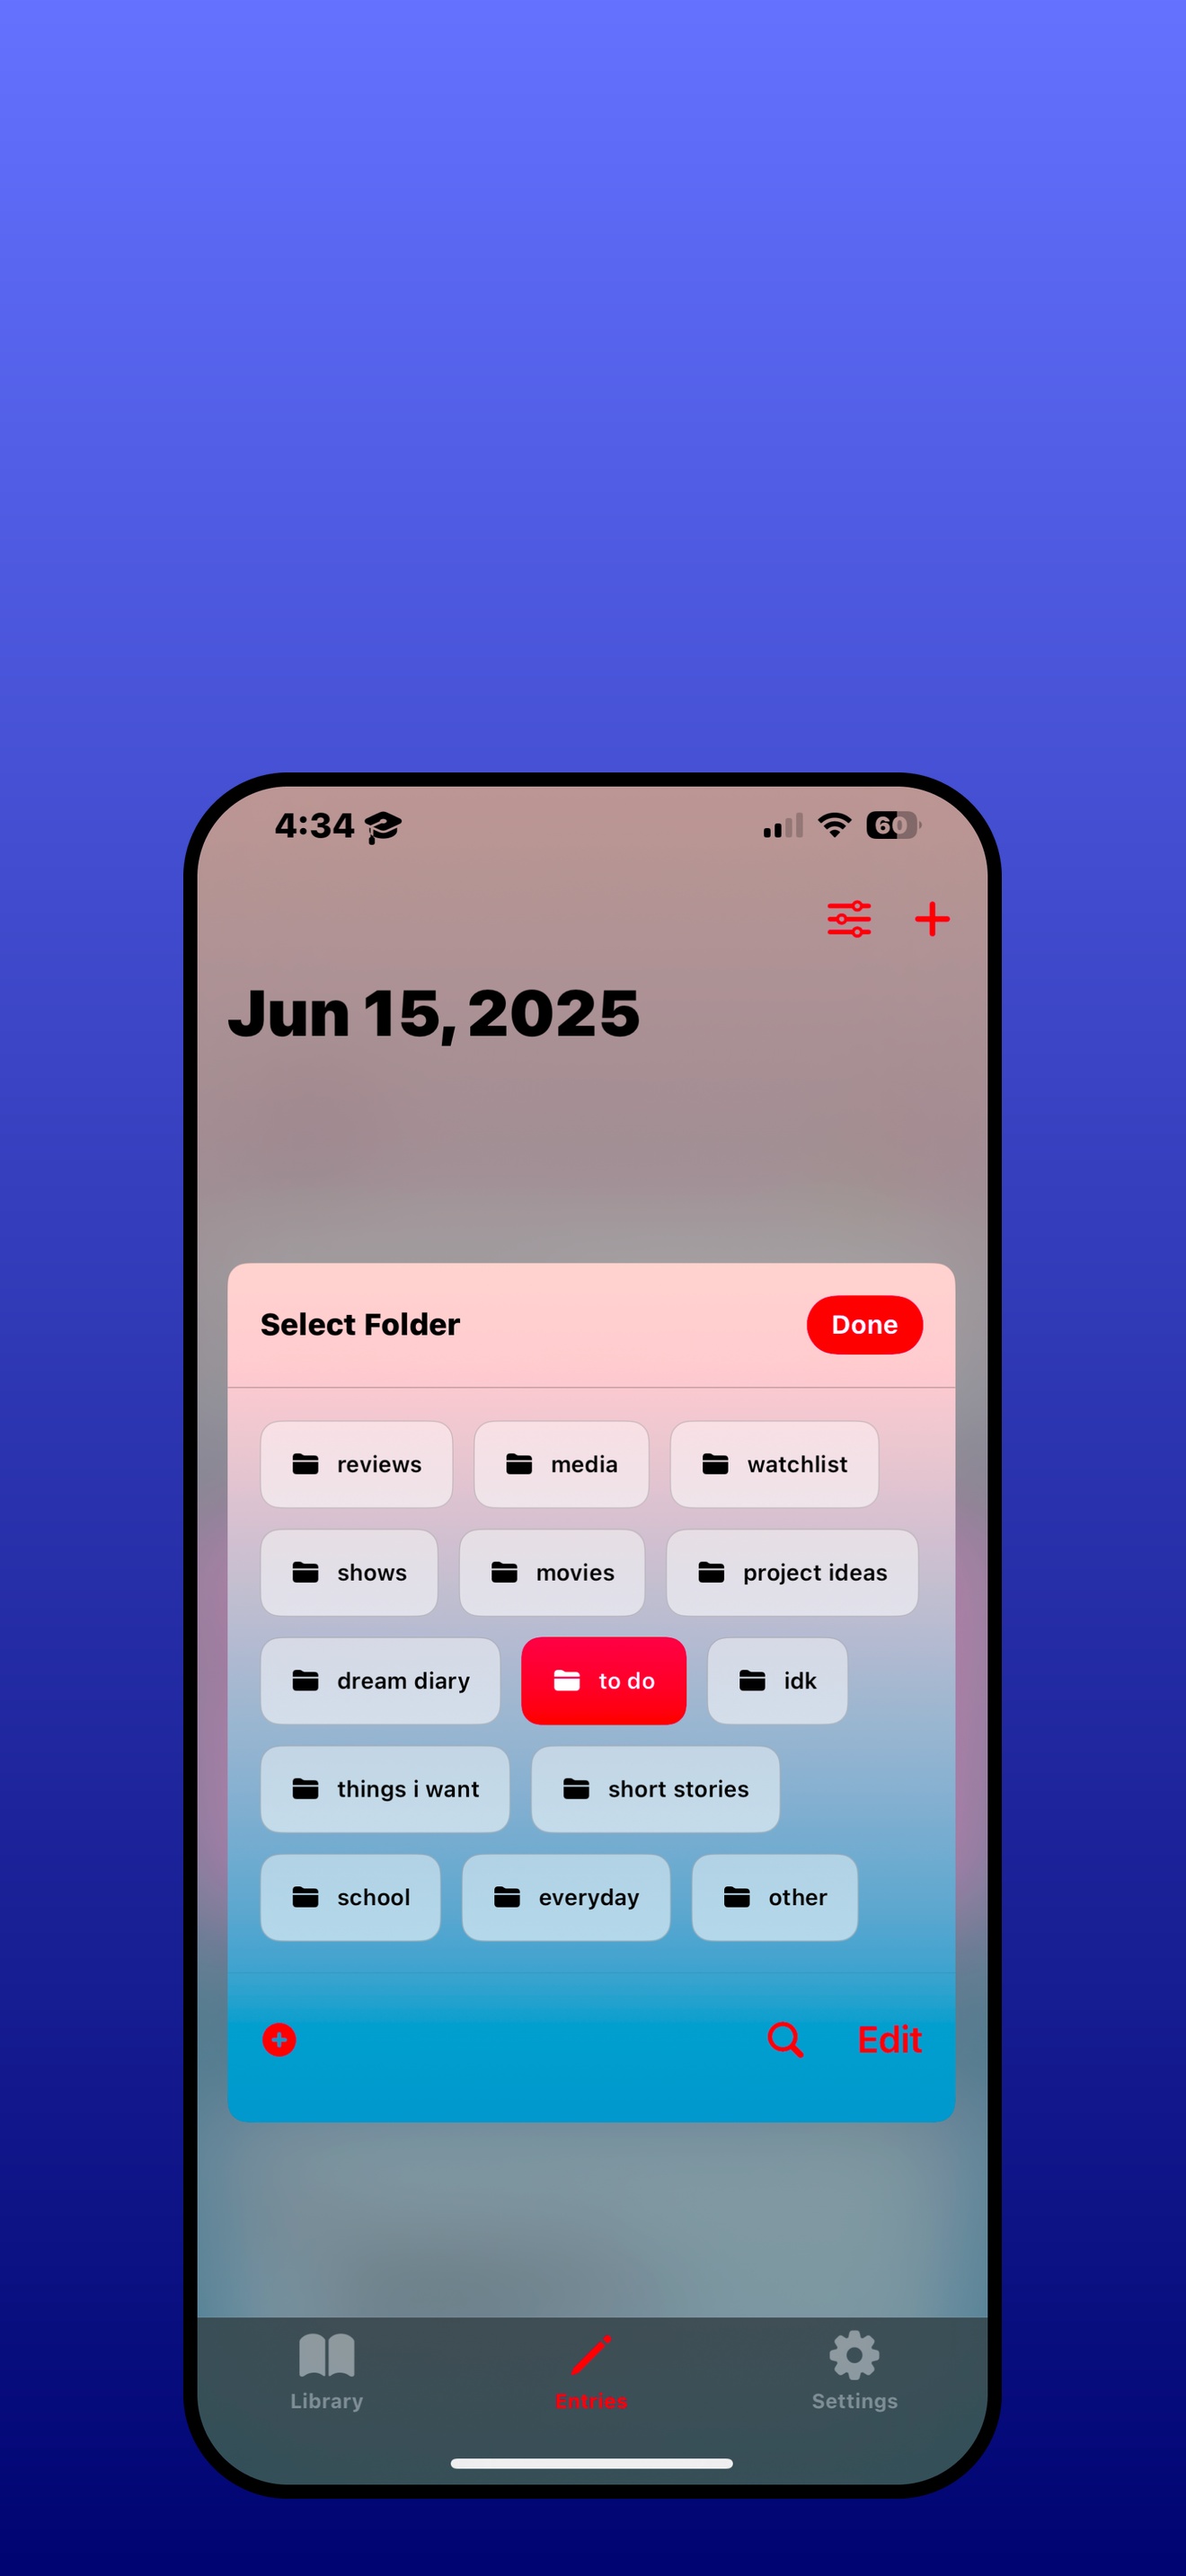 4:34 60
Jun 15, 2025
Select Folder Done
reviews media watchlist
shows movies project ideas
dream diary to do idk
things i want short stories
school everyday other
Edit
Library Entries Settings